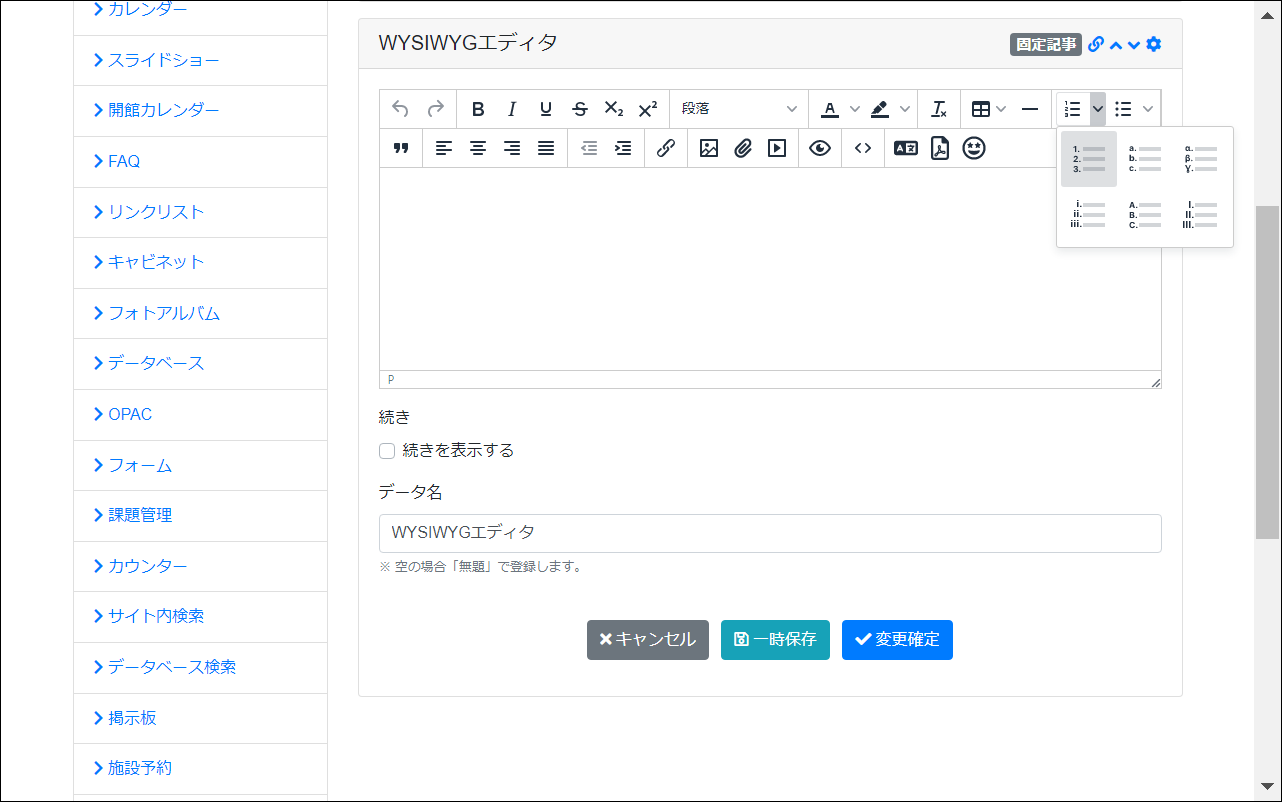 カレンダー
スライドショー
開館カレンダー
FAQ
リンクリスト
キャビネット
フォトアルバム
データベース
OPAC
フォーム
課題管理
カウンター
サイト内検索
データベース検索
掲示板
施設予約
WYSIWYGエディタ
固定記事
B I U S X₂ X² 段落 A
1. 2. 3.
a. b. c.
α. β. γ.
i. ii. iii.
A. B. C.
I. II. III.
P
続き
続きを表示する
データ名
WYSIWYGエディタ
※ 空の場合「無題」で登録します。
キャンセル 一時保存 変更確定